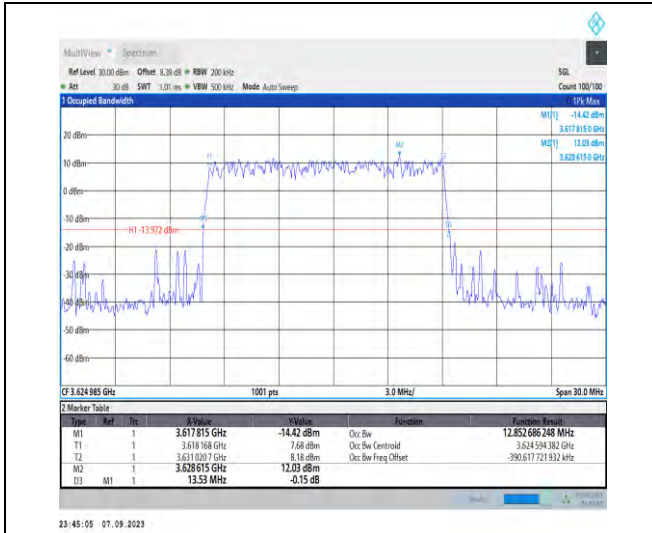 MultiView Spectrum
Ref Level 30.00 dBm Offset 8.39 dB RBW 200 kHz SGL
Att 30 dB SWT 1.01 ms VBW 500 kHz Mode Auto Sweep Count 100/100
1 Occupied Bandwidth 1Pk Max
M1[1] -14.42 dBm
3.617 815 0 GHz
M2[1] 12.03 dBm
3.628 615 0 GHz
20 dBm
M2
T1 T2
10 dBm
0 dBm
-10 dBm
M1
H1 -13.972 dBm
D3
-20 dBm
-30 dBm
-40 dBm
-50 dBm
-60 dBm
CF 3.624 985 GHz 1001 pts 3.0 MHz/ Span 30.0 MHz
2 Marker Table
Type Ref Trc X-Value Y-Value Function Function Result
M1 1 3.617 815 GHz -14.42 dBm Occ Bw 12.852 686 248 MHz
T1 1 3.618 168 GHz 7.68 dBm Occ Bw Centroid 3.624 594 382 GHz
T2 1 3.631 020 7 GHz 8.18 dBm Occ Bw Freq Offset -390.617 721 932 kHz
M2 1 3.628 615 GHz 12.03 dBm
D3 M1 1 13.53 MHz -0.15 dB
23:45:05 07.09.2023